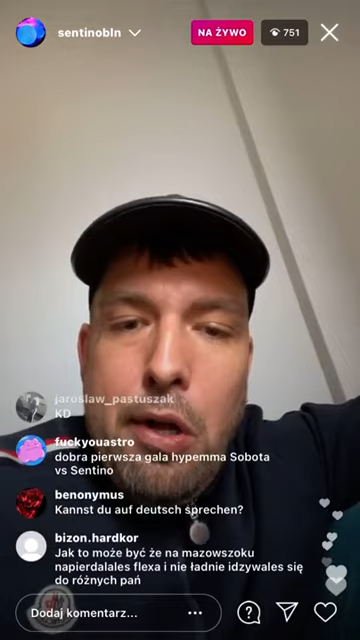 sentinobln
NA ŻYWO
751
jaroslaw_pastuszak
KD
fuckyouastro
dobra pierwsza gala hypemma Sobota
vs Sentino
benonymus
Kannst du auf deutsch sprechen?
bizon.hardkor
Jak to może być że na mazowszoku
napierdalales flexa i nie ładnie idzywales się
do różnych pań
Dodaj komentarz...